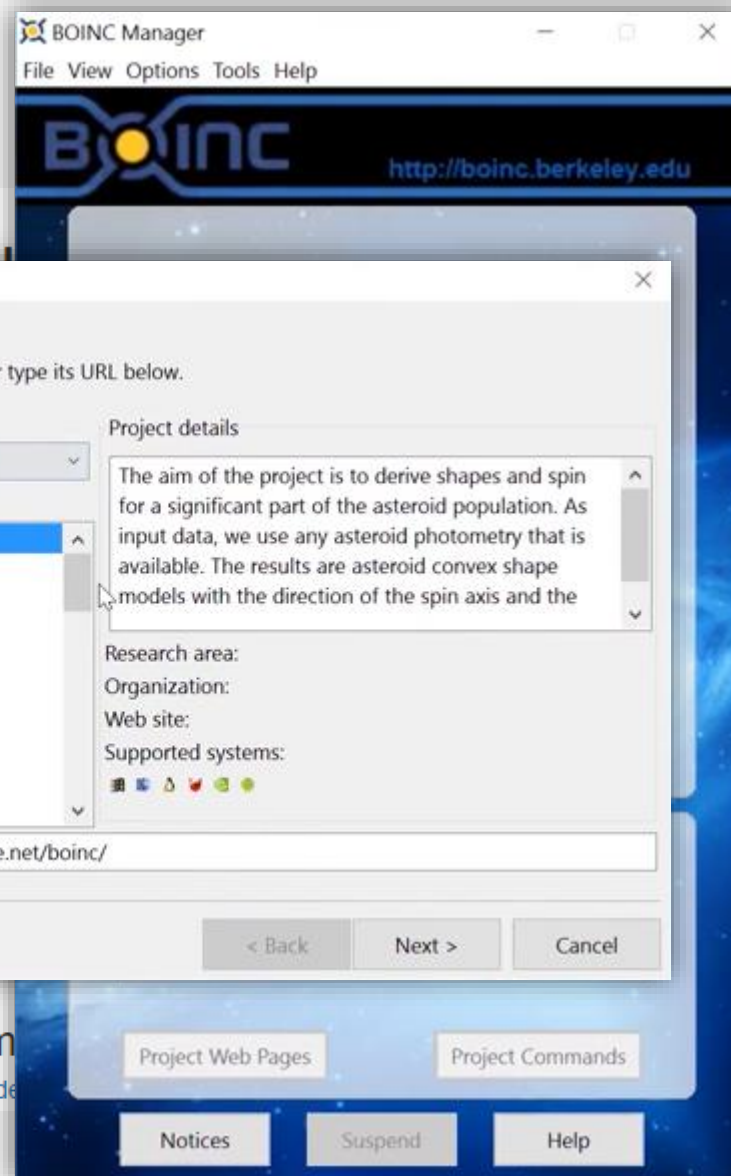 BOINC Manager
File View Options Tools Help
BOINC
http://boinc.berkeley.edu
type its URL below.
Project details
The aim of the project is to derive shapes and spin
for a significant part of the asteroid population. As
input data, we use any asteroid photometry that is
available. The results are asteroid convex shape
models with the direction of the spin axis and the
Research area:
Organization:
Web site:
Supported systems:
e.net/boinc/
< Back Next > Cancel
Project Web Pages Project Commands
Notices Suspend Help